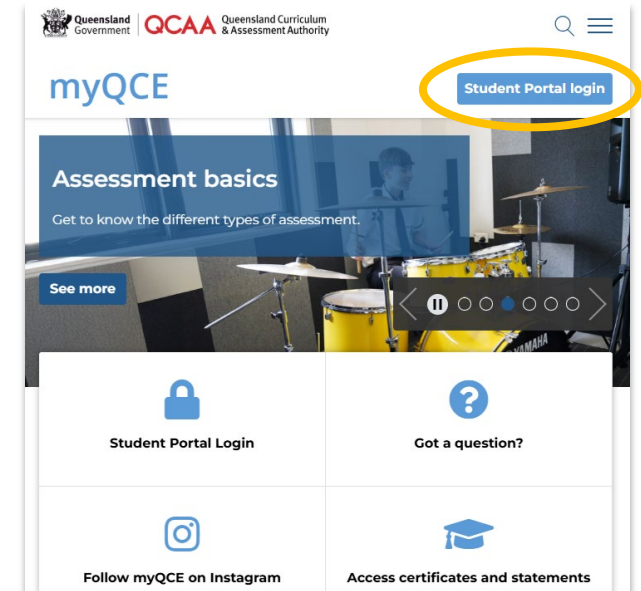 Queensland Government
QCAA
Queensland Curriculum
& Assessment Authority
myQCE
Student Portal login
Assessment basics
Get to know the different types of assessment.
See more
YAMAHA
Student Portal Login
Got a question?
Follow myQCE on Instagram
Access certificates and statements